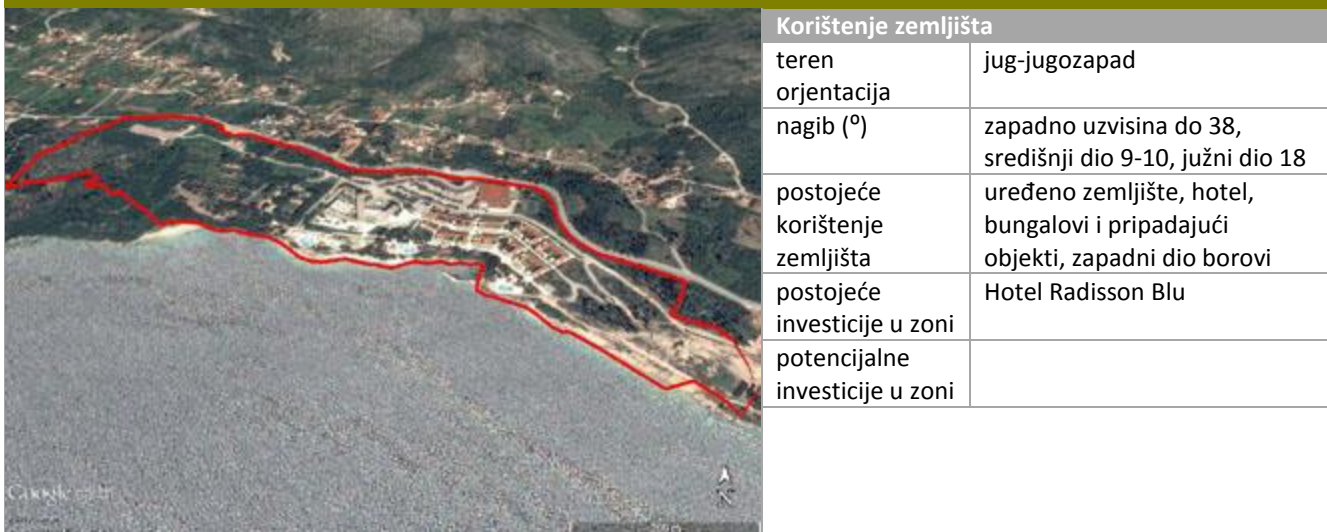 Korištenje zemljišta
teren
orjentacija
jug-jugozapad
nagib (⁰)
zapadno uzvisina do 38,
središnji dio 9-10, južni dio 18
postojeće
korištenje
zemljišta
uređeno zemljište, hotel,
bungalovi i pripadajući
objekti, zapadni dio borovi
postojeće
investicije u zoni
Hotel Radisson Blu
potencijalne
investicije u zoni
Google